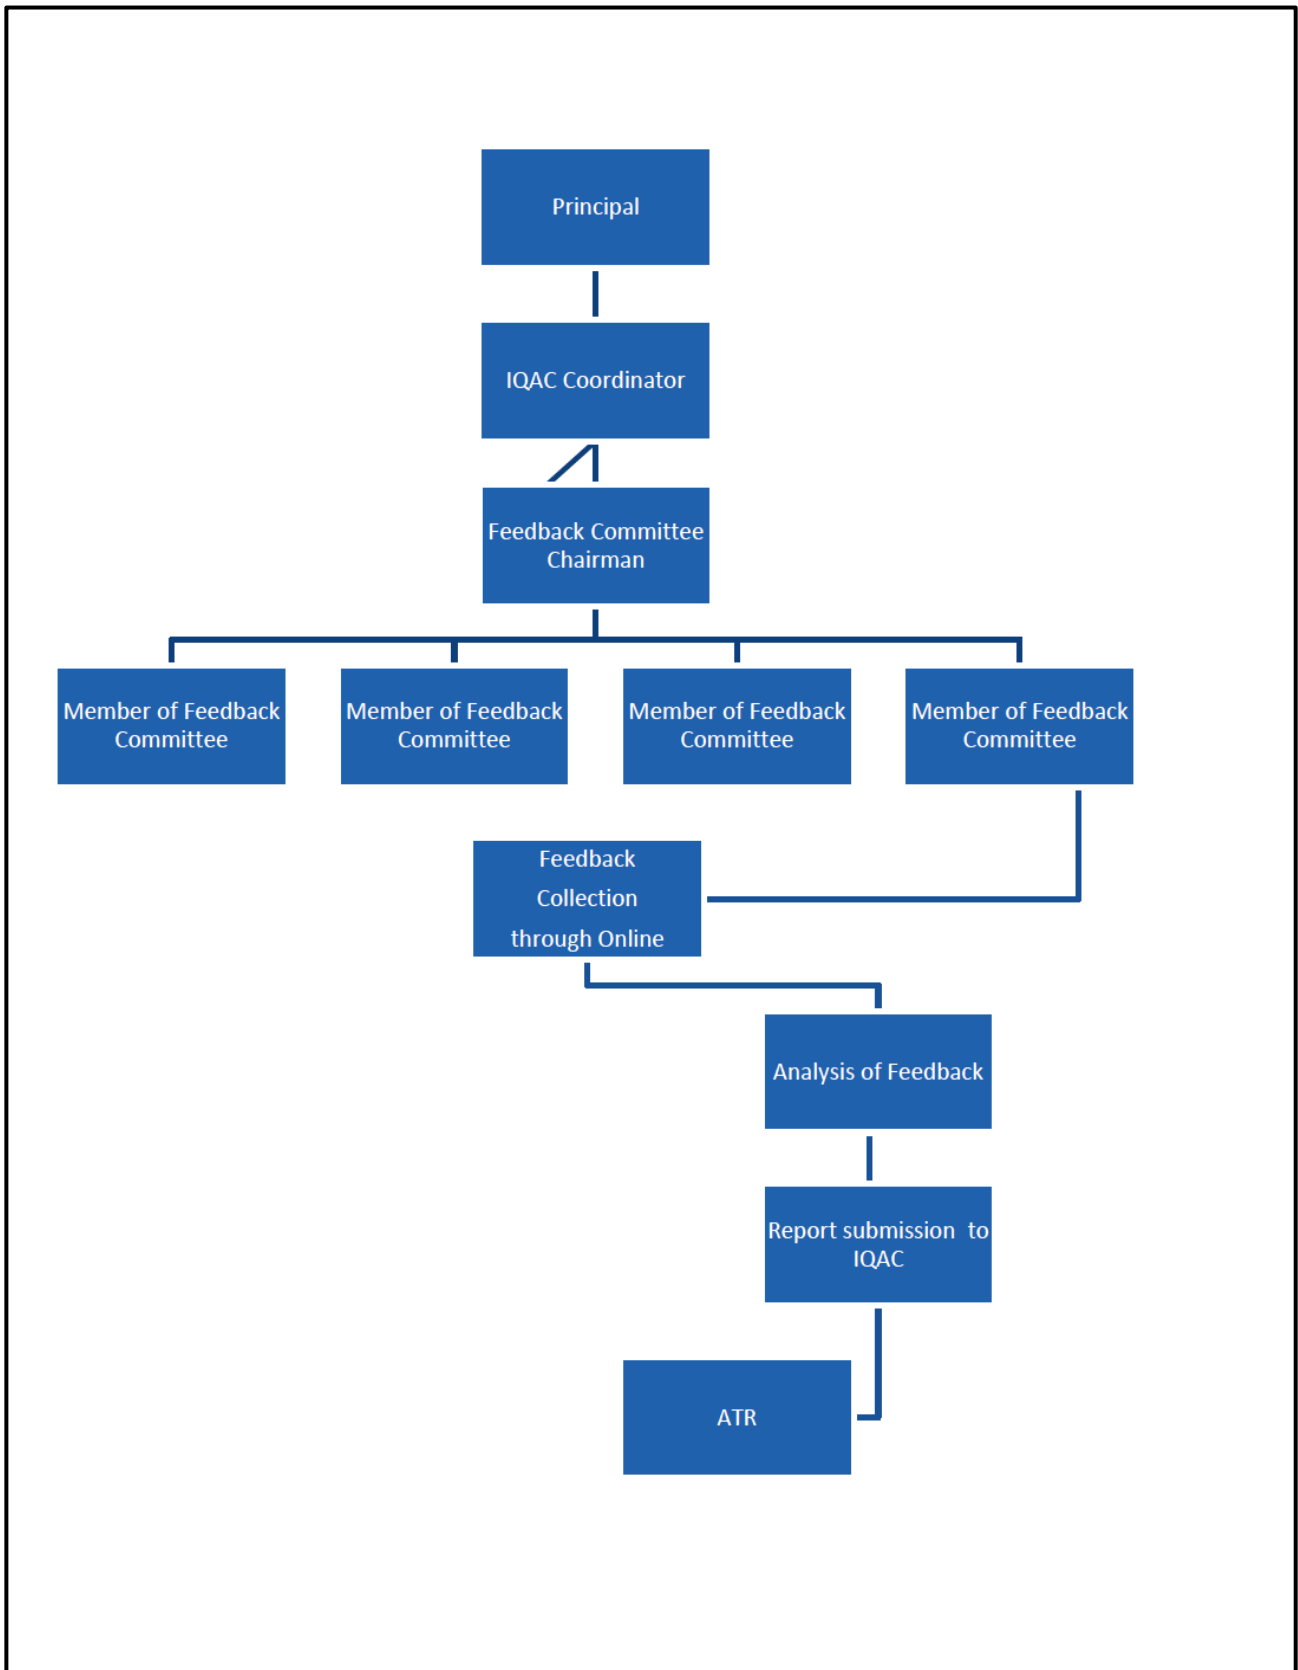 Principal
IQAC Coordinator
Feedback Committee
Chairman
Member of Feedback
Committee
Member of Feedback
Committee
Member of Feedback
Committee
Member of Feedback
Committee
Feedback
Collection
through Online
Analysis of Feedback
Report submission  to
IQAC
ATR